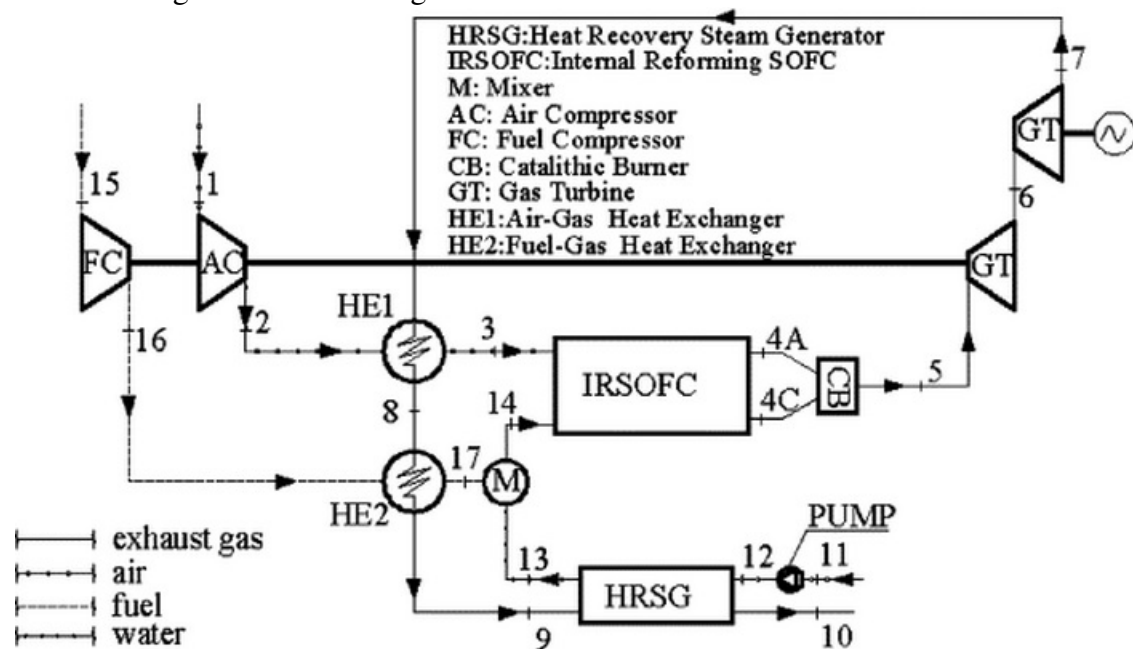 HRSG:Heat Recovery Steam Generator
IRSOFC:Internal Reforming SOFC
M: Mixer
AC: Air Compressor
FC: Fuel Compressor
CB: Catalithic Burner
GT: Gas Turbine
HE1:Air-Gas Heat Exchanger
HE2:Fuel-Gas Heat Exchanger
7
GT
6
15
1
FC
AC
GT
2
16
HE1
3
4A
IRSOFC
CB
5
4C
14
8
17
M
HE2
PUMP
13
12
11
HRSG
9
10
exhaust gas
air
fuel
water